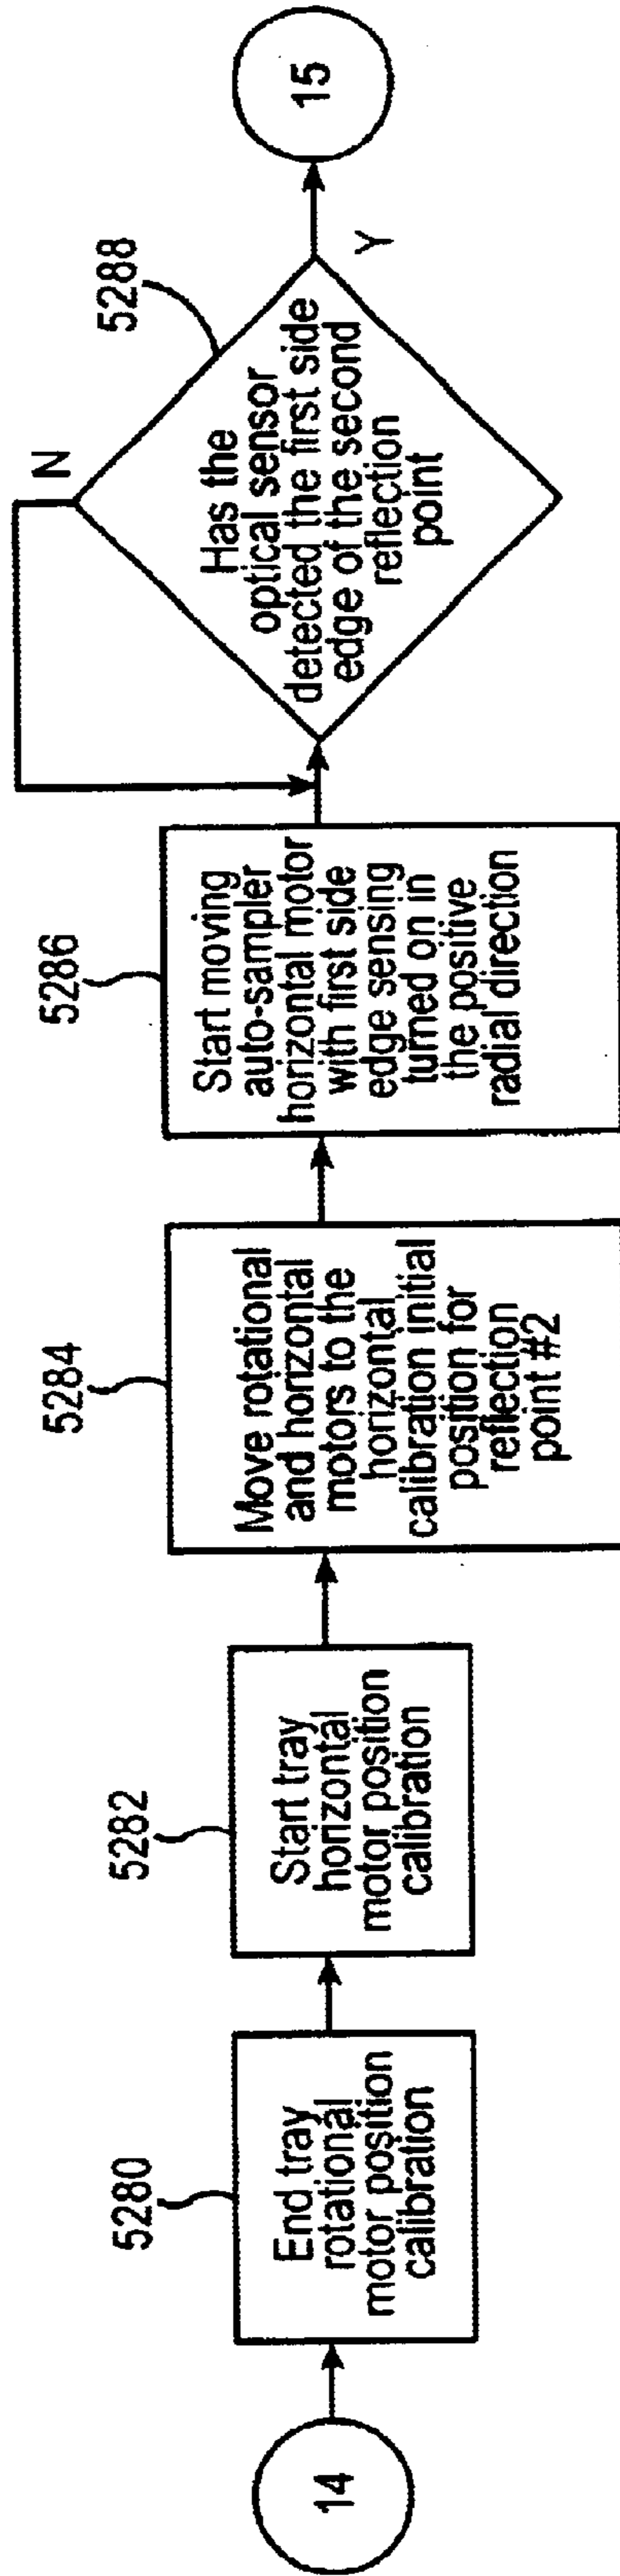 14
5280
End tray
rotational
motor position
calibration
5282
Start tray
horizontal
motor position
calibration
5284
Move rotational
and horizontal
motors to the
horizontal
calibration initial
position for
reflection
point #2
5286
Start moving
auto-sampler
horizontal motor
with first side
edge sensing
turned on in
the positive
radial direction
5288
Has the
optical sensor
detected the first side
edge of the second
reflection
point
N
Y
15